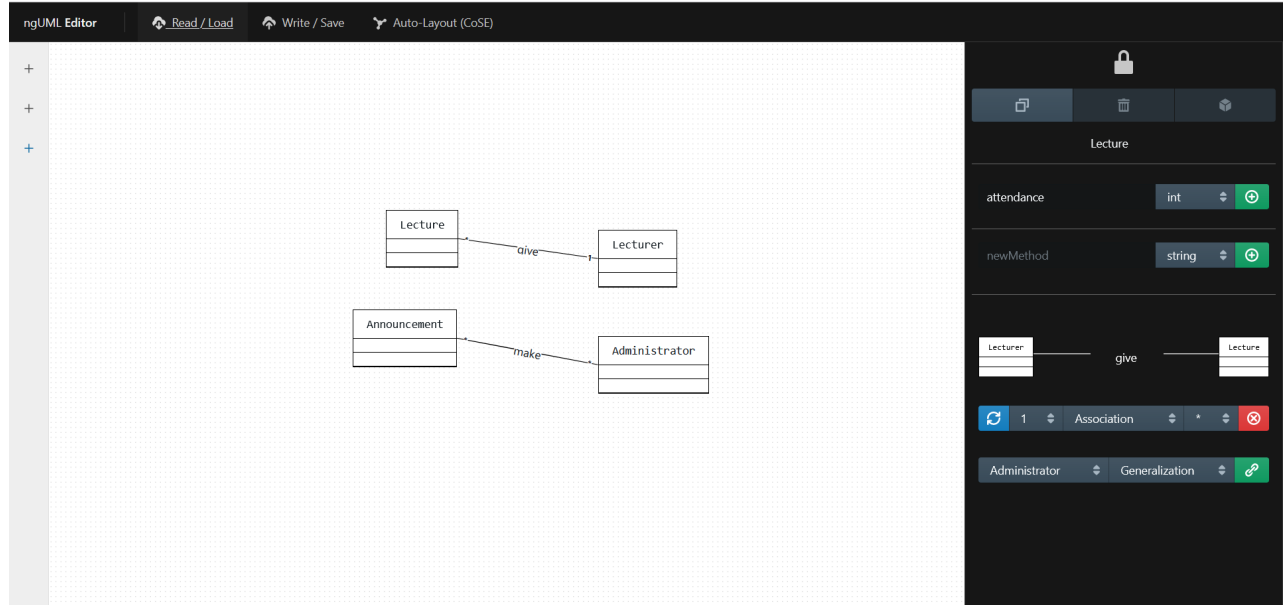 ngUML Editor
Read / Load
Write / Save
Auto-Layout (CoSE)
+
+
+
Lecture
*
give
1
Lecturer
Announcement
*
make
*
Administrator
Lecture
attendance
int
newMethod
string
Lecturer
give
Lecture
1
Association
*
Administrator
Generalization